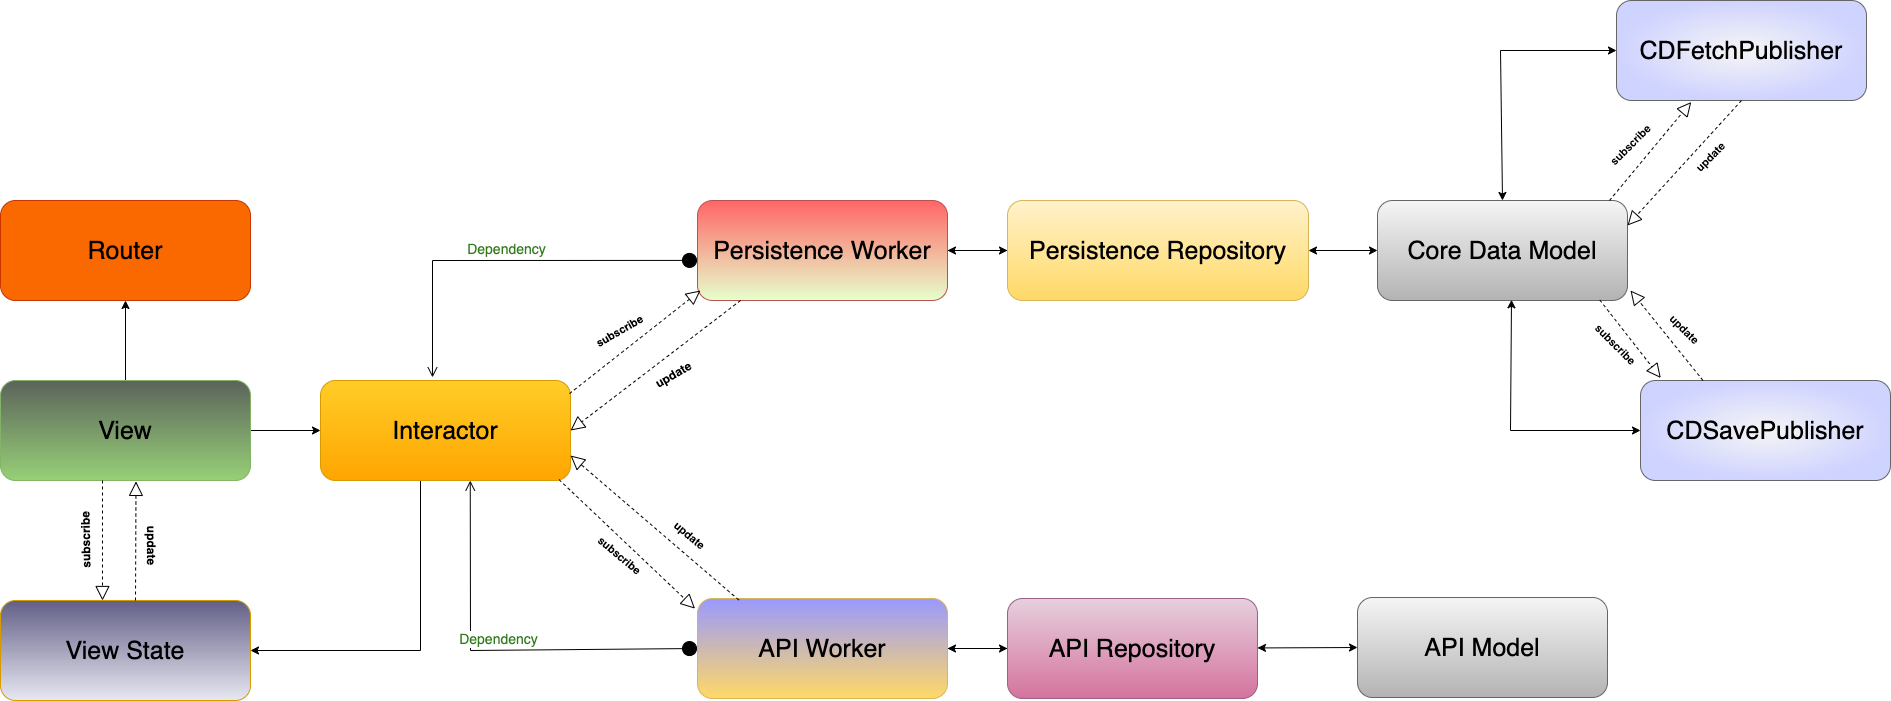 CDFetchPublisher
subscribe
update
Router
Dependency
Persistence Worker
Persistence Repository
Core Data Model
subscribe
update
update
subscribe
View
Interactor
CDSavePublisher
subscribe
update
update
subscribe
View State
Dependency
API Worker
API Repository
API Model